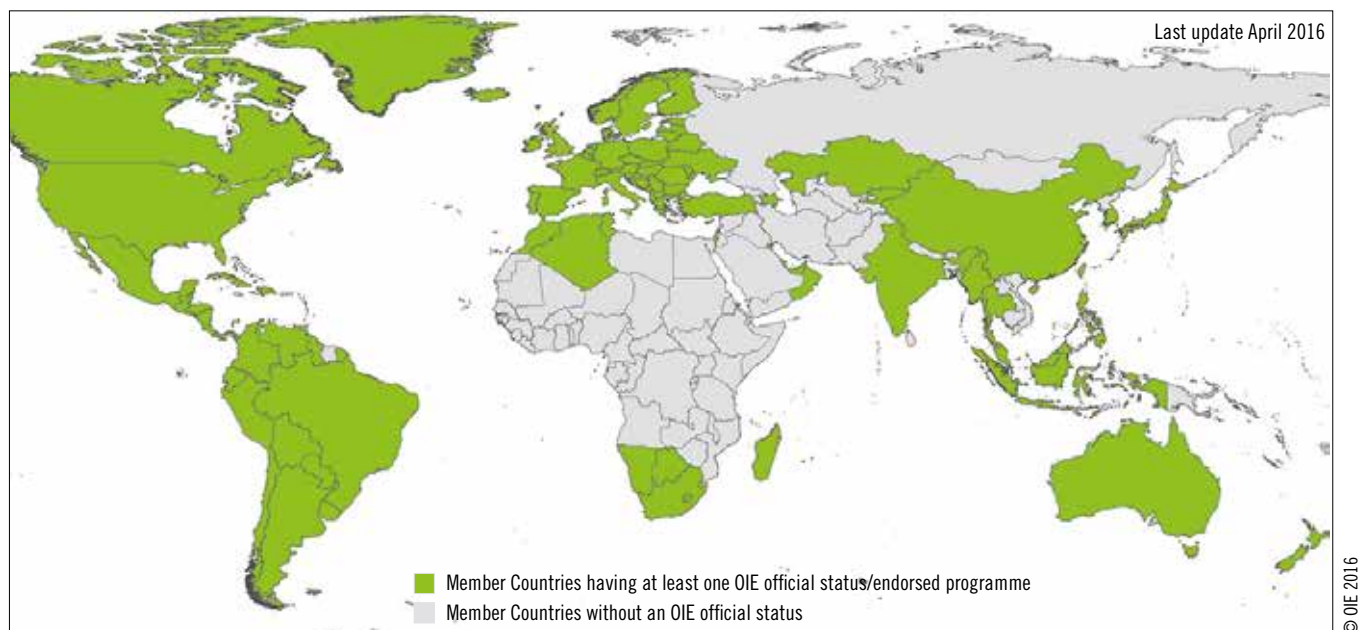 Last update April 2016
Member Countries having at least one OIE official status/endorsed programme
Member Countries without an OIE official status
© OIE 2016